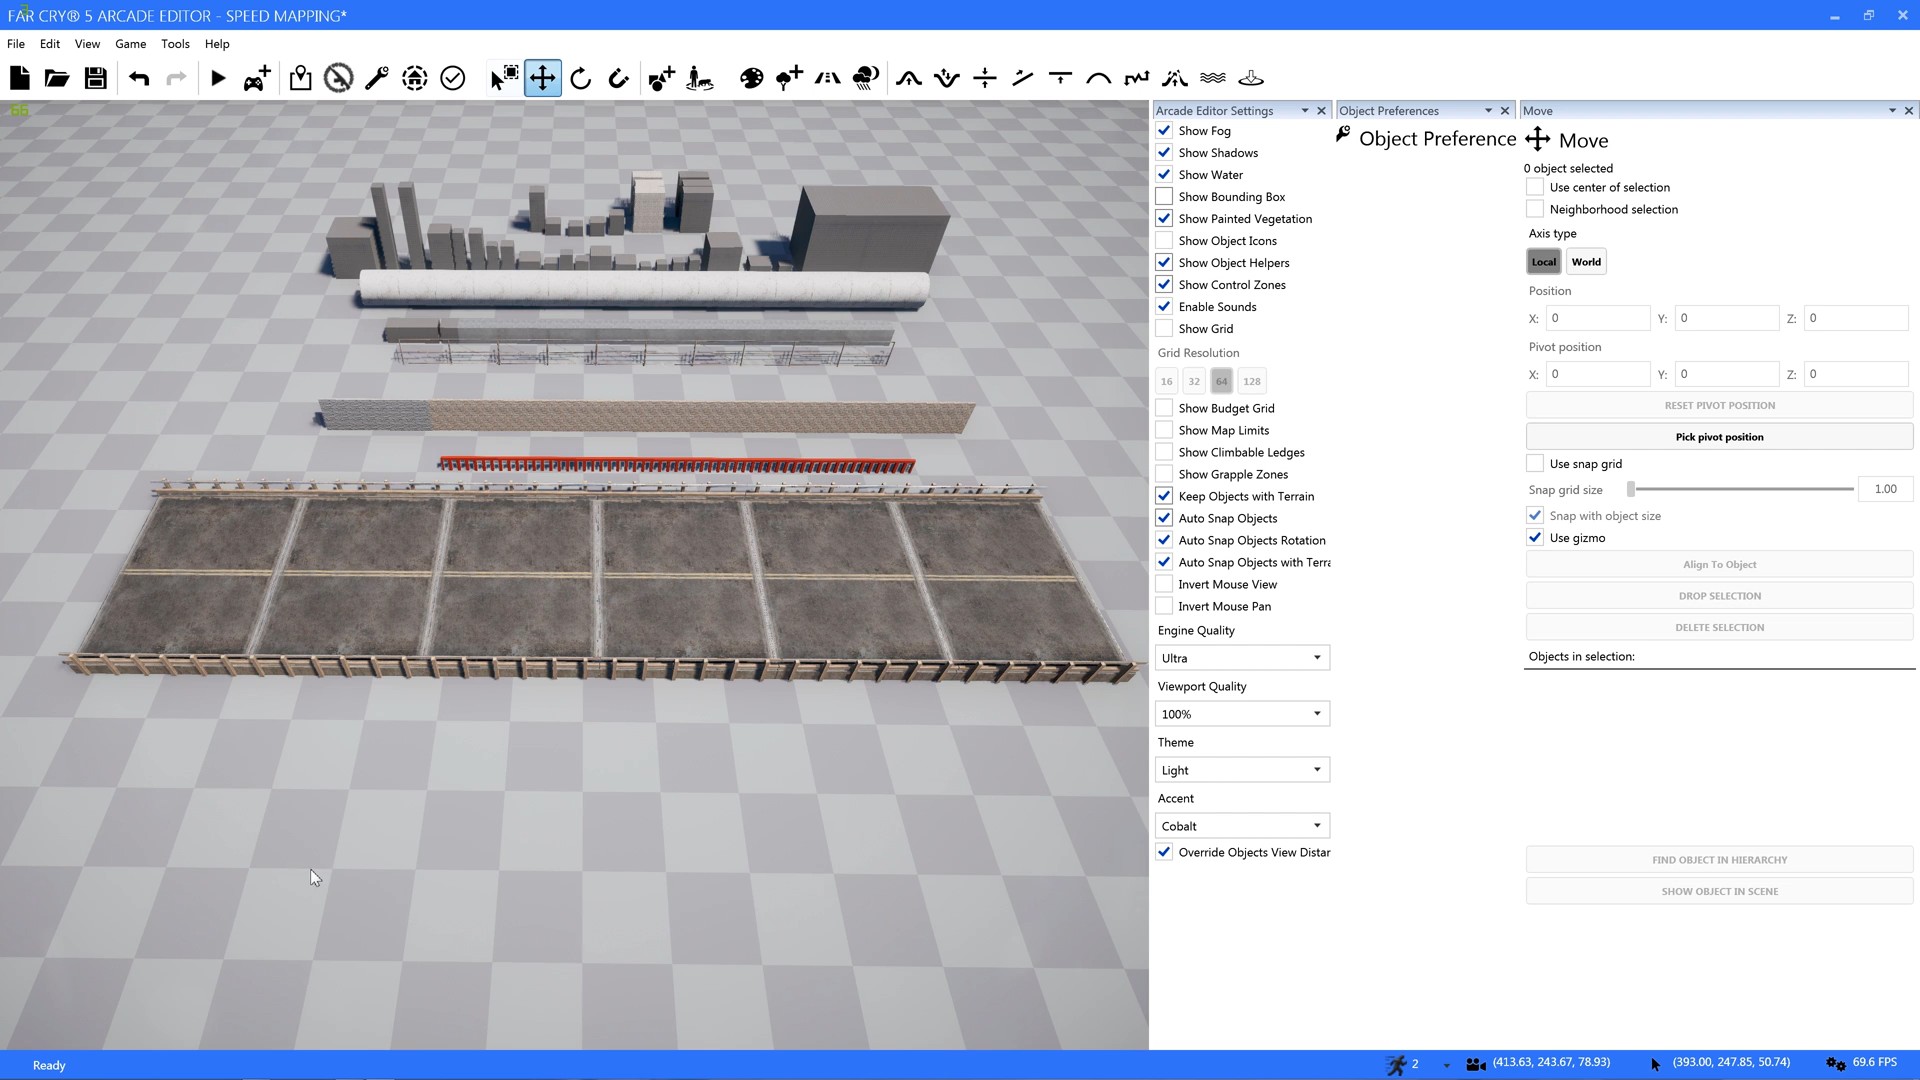 FAR CRY® 5 ARCADE EDITOR - SPEED MAPPING*
File Edit View Game Tools Help
66
Arcade Editor Settings
Show Fog
Show Shadows
Show Water
Show Bounding Box
Show Painted Vegetation
Show Object Icons
Show Object Helpers
Show Control Zones
Enable Sounds
Show Grid
Grid Resolution
16 32 64 128
Show Budget Grid
Show Map Limits
Show Climbable Ledges
Show Grapple Zones
Keep Objects with Terrain
Auto Snap Objects
Auto Snap Objects Rotation
Auto Snap Objects with Terra
Invert Mouse View
Invert Mouse Pan
Engine Quality
Ultra
Viewport Quality
100%
Theme
Light
Accent
Cobalt
Override Objects View Distar
Object Preferences
Object Preference
Move
Move
0 object selected
Use center of selection
Neighborhood selection
Axis type
Local World
Position
X: 0 Y: 0 Z: 0
Pivot position
X: 0 Y: 0 Z: 0
RESET PIVOT POSITION
Pick pivot position
Use snap grid
Snap grid size 1.00
Snap with object size
Use gizmo
Align To Object
DROP SELECTION
DELETE SELECTION
Objects in selection:
FIND OBJECT IN HIERARCHY
SHOW OBJECT IN SCENE
Ready 2 (413.63, 243.67, 78.93) (393.00, 247.85, 50.74) 69.6 FPS